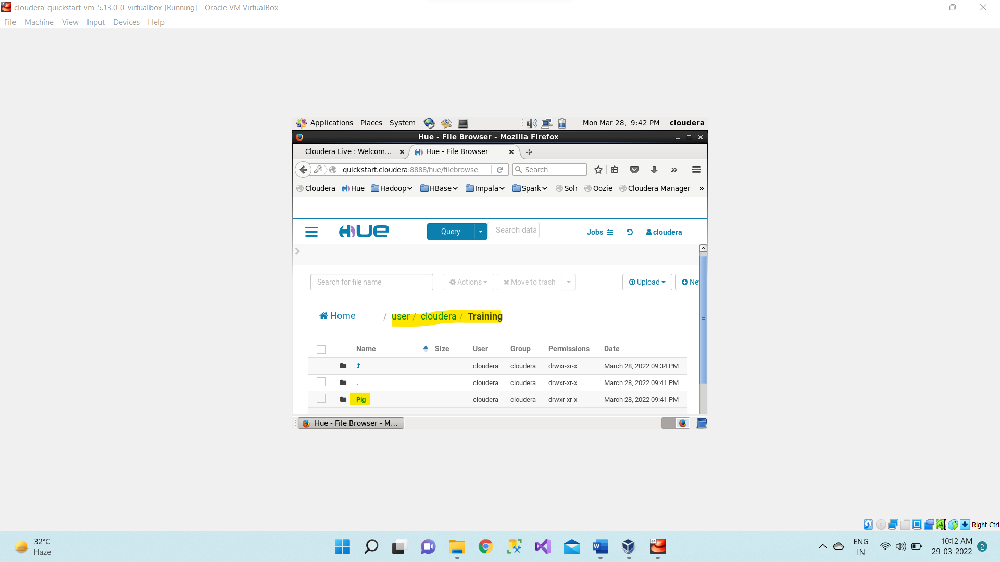 cloudera-quickstart-vm-5.13.0-0-virtualbox [Running] - Oracle VM VirtualBox
File Machine View Input Devices Help
Applications Places System Mon Mar 28, 9:42 PM cloudera
Hue - File Browser - Mozilla Firefox
Cloudera Live : Welcom... Hue - File Browser
quickstart.cloudera:8888/hue/filebrowse Search
Cloudera Hue Hadoop HBase Impala Spark Solr Oozie Cloudera Manager »
HUE Query Search data Jobs cloudera
Search for file name Actions Move to trash Upload New
Home / user / cloudera / Training
Name Size User Group Permissions Date
cloudera cloudera drwxr-xr-x March 28, 2022 09:34 PM
. cloudera cloudera drwxr-xr-x March 28, 2022 09:41 PM
Pig cloudera cloudera drwxr-xr-x March 28, 2022 09:41 PM
Hue - File Browser - M...
Right Ctrl
32°C
Haze
64
ENG
IN
10:12 AM
29-03-2022
2